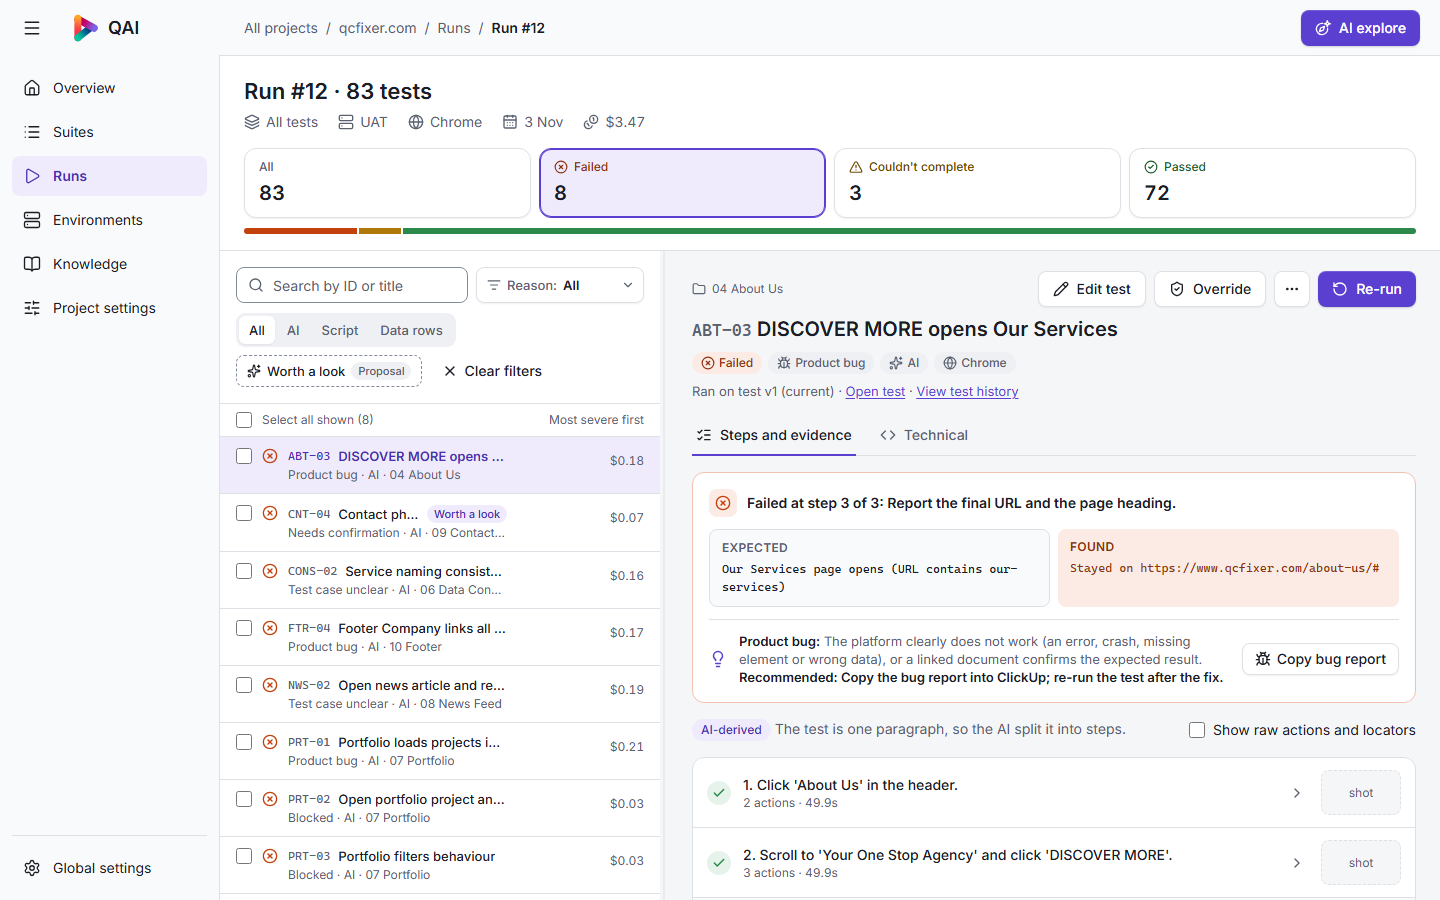 QAI
All projects / qcfixer.com / Runs / Run #12
AI explore
Overview
Suites
Runs
Environments
Knowledge
Project settings
Global settings
Run #12 · 83 tests
All tests UAT Chrome 3 Nov $3.47
All
83
Failed
8
Couldn't complete
3
Passed
72
Search by ID or title
Reason: All
All AI Script Data rows
Worth a look Proposal
Clear filters
Select all shown (8) Most severe first
ABT-03 DISCOVER MORE opens ... $0.18
Product bug · AI · 04 About Us
CNT-04 Contact ph... Worth a look $0.07
Needs confirmation · AI · 09 Contact...
CONS-02 Service naming consist... $0.16
Test case unclear · AI · 06 Data Con...
FTR-04 Footer Company links all ... $0.17
Product bug · AI · 10 Footer
NWS-02 Open news article and re... $0.19
Test case unclear · AI · 08 News Feed
PRT-01 Portfolio loads projects i... $0.21
Product bug · AI · 07 Portfolio
PRT-02 Open portfolio project an... $0.03
Blocked · AI · 07 Portfolio
PRT-03 Portfolio filters behaviour $0.03
Blocked · AI · 07 Portfolio
04 About Us
Edit test
Override
...
Re-run
ABT-03 DISCOVER MORE opens Our Services
Failed Product bug AI Chrome
Ran on test v1 (current) · Open test · View test history
Steps and evidence Technical
Failed at step 3 of 3: Report the final URL and the page heading.
EXPECTED
Our Services page opens (URL contains our-
services)
FOUND
Stayed on https://www.qcfixer.com/about-us/#
Product bug: The platform clearly does not work (an error, crash, missing
element or wrong data), or a linked document confirms the expected result.
Recommended: Copy the bug report into ClickUp; re-run the test after the fix.
Copy bug report
AI-derived The test is one paragraph, so the AI split it into steps.
Show raw actions and locators
1. Click 'About Us' in the header.
2 actions · 49.9s
shot
2. Scroll to 'Your One Stop Agency' and click 'DISCOVER MORE'.
3 actions · 49.9s
shot